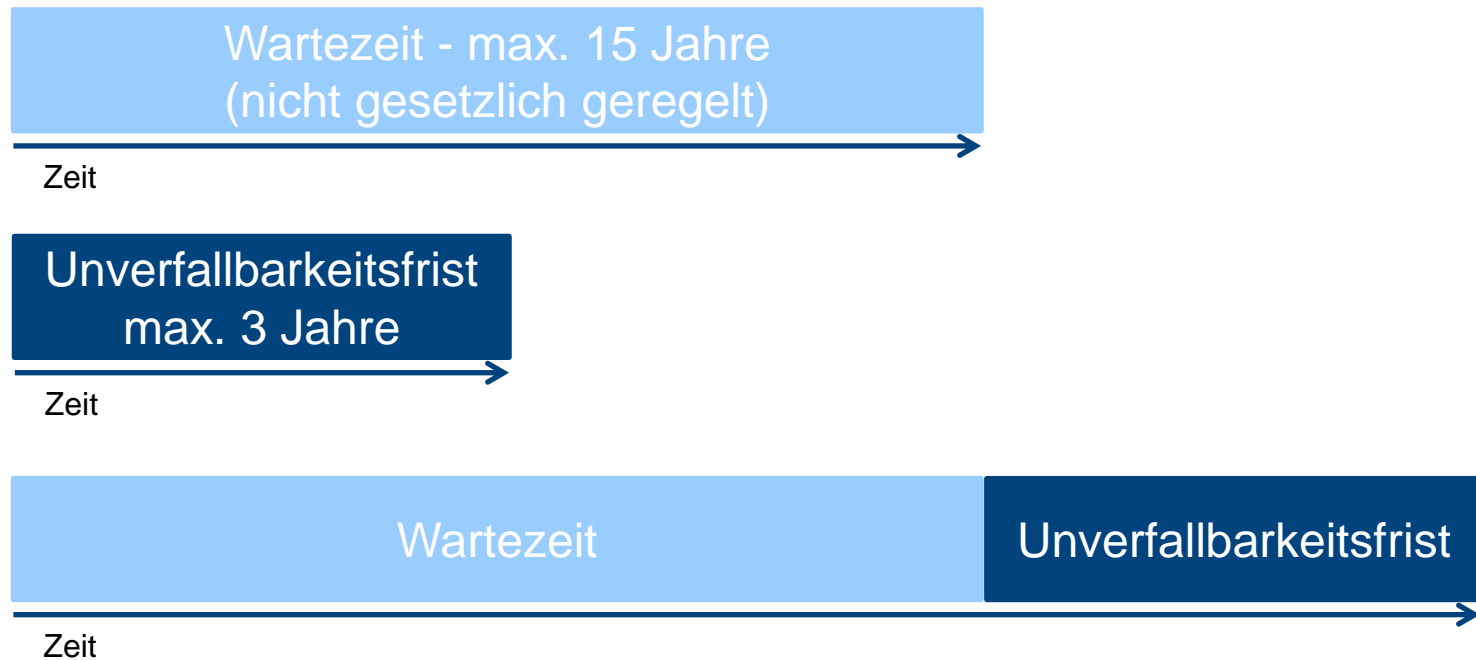 Wartezeit - max. 15 Jahre
(nicht gesetzlich geregelt)
Zeit
Unverfallbarkeitsfrist
max. 3 Jahre
Zeit
Wartezeit
Unverfallbarkeitsfrist
Zeit